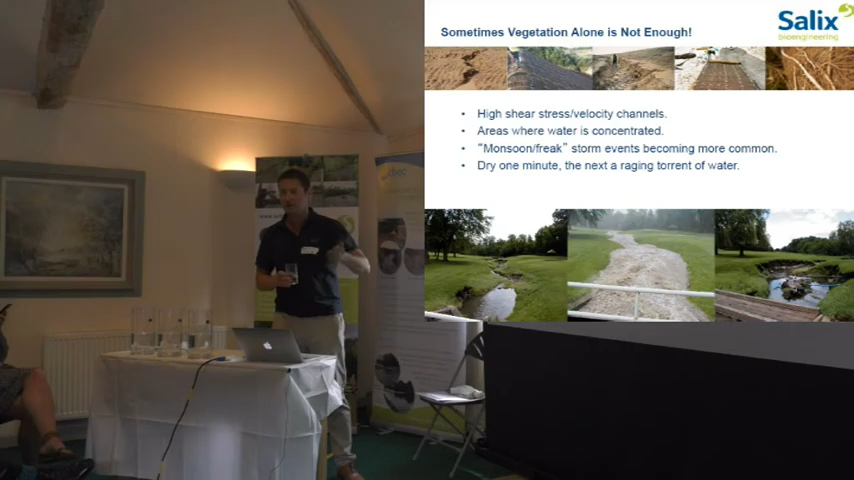 Sometimes Vegetation Alone is Not Enough!
Salix
bioengineering
• High shear stress/velocity channels.
• Areas where water is concentrated.
• "Monsoon/freak" storm events becoming more common.
• Dry one minute, the next a raging torrent of water.
cbec